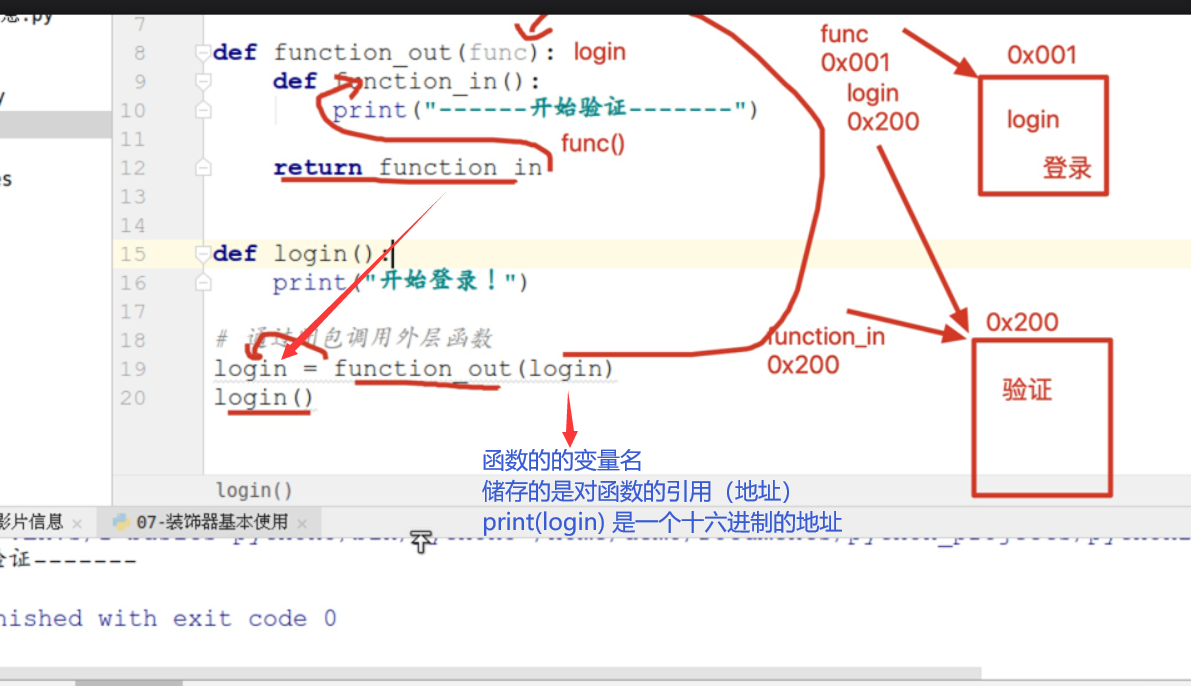 7
8 def function_out(func): login
9 def function_in():
10 print("------开始验证-------")
func()
11
12 return function_in
13
14
15 def login():
16 print("开始登录！")
17
18 # 通过闭包调用外层函数
19 login = function_out(login)
20 login()
func
0x001
login
0x200
0x001
login
登录
function_in
0x200
0x200
验证
函数的的变量名
储存的是对函数的引用（地址）
print(login) 是一个十六进制的地址
login()
影片信息 07-装饰器基本使用
证-------
nished with exit code 0